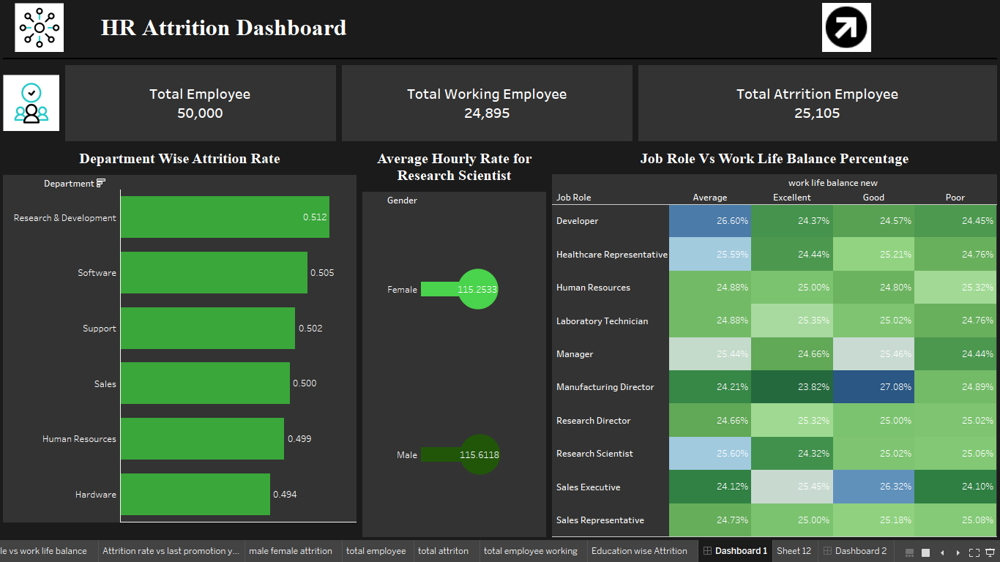 HR Attrition Dashboard
Total Employee
50,000
Total Working Employee
24,895
Total Atrrition Employee
25,105
Department Wise Attrition Rate
Department
Research & Development 0.512
Software 0.505
Support 0.502
Sales 0.500
Human Resources 0.499
Hardware 0.494
Average Hourly Rate for
Research Scientist
Gender
Female 115.2533
Male 115.6118
Job Role Vs Work Life Balance Percentage
work life balance new
Job Role Average Excellent Good Poor
Developer 26.60% 24.37% 24.57% 24.45%
Healthcare Representative 25.59% 24.44% 25.21% 24.76%
Human Resources 24.88% 25.00% 24.80% 25.32%
Laboratory Technician 24.88% 25.35% 25.02% 24.76%
Manager 25.44% 24.66% 25.46% 24.44%
Manufacturing Director 24.21% 23.82% 27.08% 24.89%
Research Director 24.66% 25.32% 25.00% 25.02%
Research Scientist 25.60% 24.32% 25.02% 25.06%
Sales Executive 24.12% 25.45% 26.32% 24.10%
Sales Representative 24.73% 25.00% 25.18% 25.08%
le vs work life balance Attrition rate vs last promotion y... male female attrition total employee total attriton total employee working Education wise Attrition Dashboard 1 Sheet 12 Dashboard 2